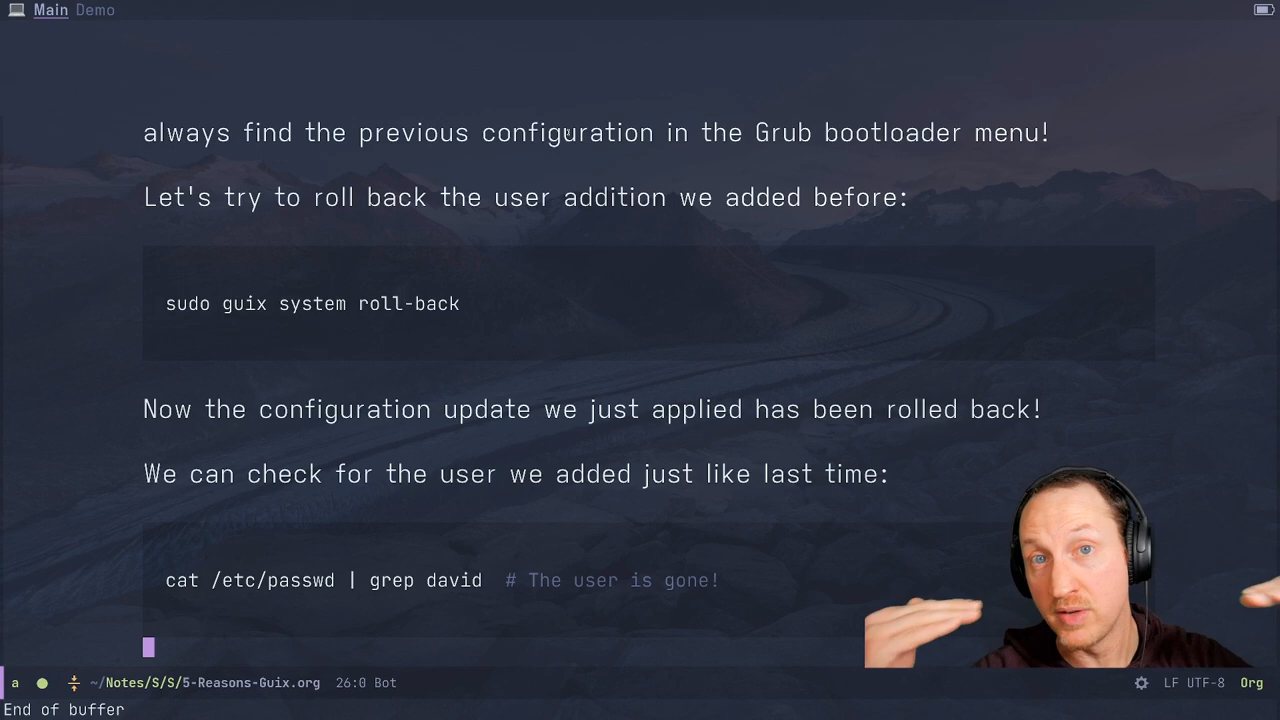 Main Demo
always find the previous configuration in the Grub bootloader menu!
Let's try to roll back the user addition we added before:
sudo guix system roll-back
Now the configuration update we just applied has been rolled back!
We can check for the user we added just like last time:
cat /etc/passwd | grep david # The user is gone!
a ~/Notes/S/S/5-Reasons-Guix.org 26:0 Bot LF UTF-8 Org
End of buffer